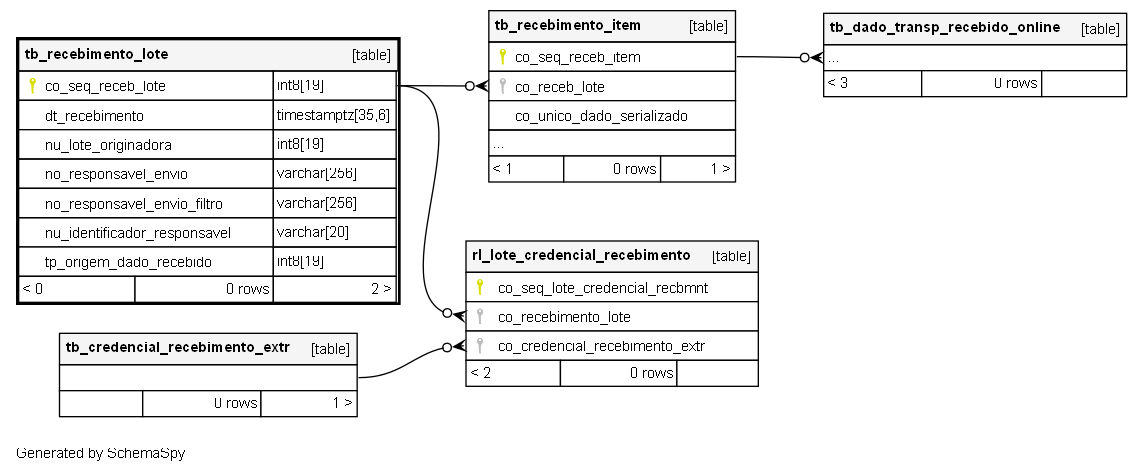 tb_recebimento_lote [table]
co_seq_receb_lote int8[19]
dt_recebimento timestamptz[35,6]
nu_lote_originadora int8[19]
no_responsavel_envio varchar[256]
no_responsavel_envio_filtro varchar[256]
nu_identificador_responsavel varchar[20]
tp_origem_dado_recebido int8[19]
< 0 0 rows 2 >
tb_recebimento_item [table]
co_seq_receb_item
co_receb_lote
co_unico_dado_serializado
...
< 1 0 rows 1 >
tb_dado_transp_recebido_online [table]
...
< 3 0 rows
rl_lote_credencial_recebimento [table]
co_seq_lote_credencial_recbmnt
co_recebimento_lote
co_credencial_recebimento_extr
< 2 0 rows
tb_credencial_recebimento_extr [table]
0 rows 1 >
Generated by SchemaSpy